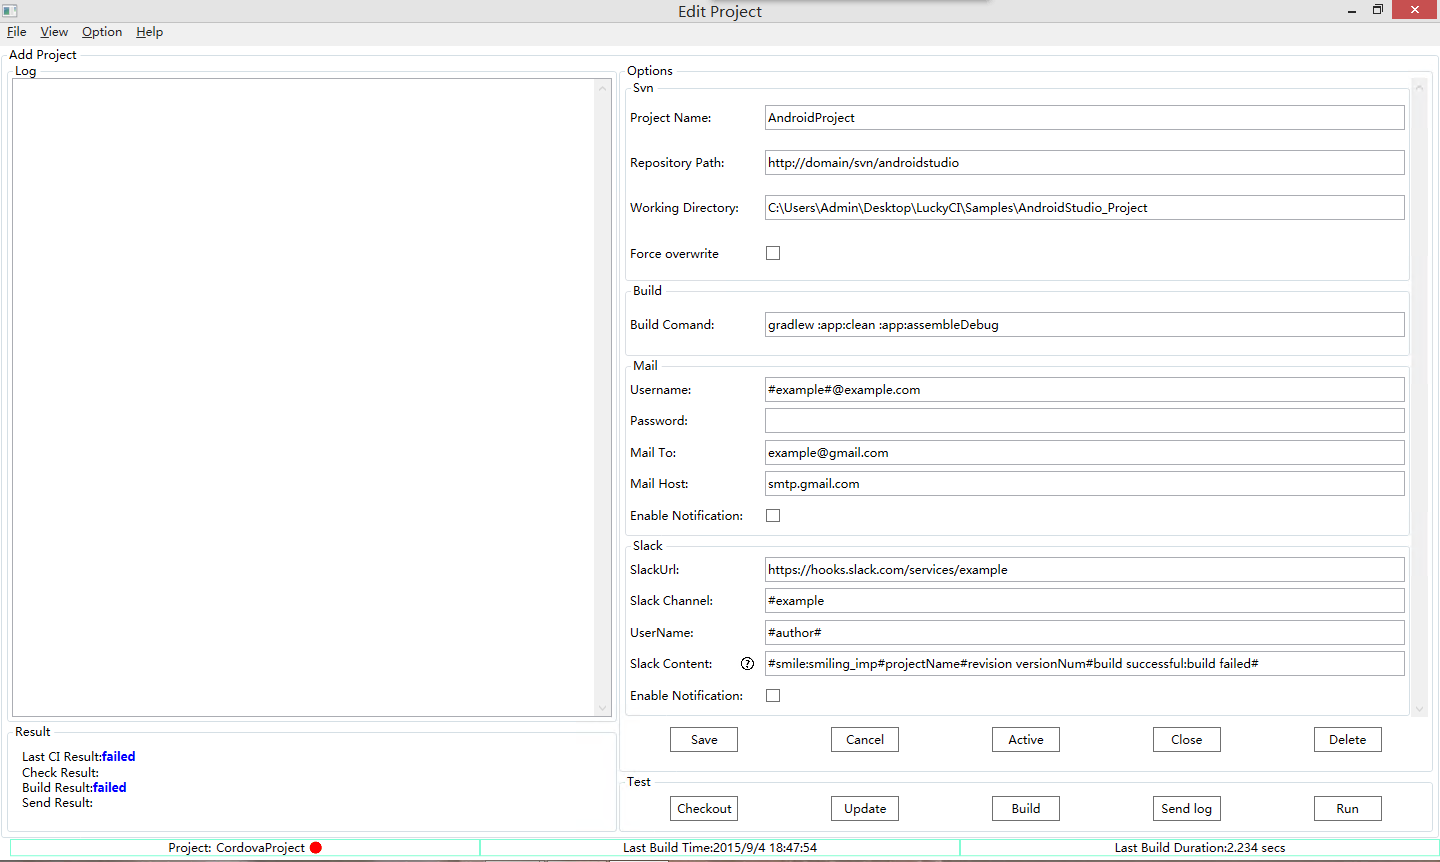 Edit Project
File View Option Help
Add Project
Log
Options
Svn
Project Name: AndroidProject
Repository Path: http://domain/svn/androidstudio
Working Directory: C:\Users\Admin\Desktop\LuckyCI\Samples\AndroidStudio_Project
Force overwrite
Build
Build Comand: gradlew :app:clean :app:assembleDebug
Mail
Username: #example#@example.com
Password:
Mail To: example@gmail.com
Mail Host: smtp.gmail.com
Enable Notification:
Slack
SlackUrl: https://hooks.slack.com/services/example
Slack Channel: #example
UserName: #author#
Slack Content: ? #smile:smiling_imp#projectName#revision versionNum#build successful:build failed#
Enable Notification:
Save Cancel Active Close Delete
Result
Last CI Result:failed
Check Result:
Build Result:failed
Send Result:
Test
Checkout Update Build Send log Run
Project: CordovaProject
Last Build Time:2015/9/4 18:47:54
Last Build Duration:2.234 secs